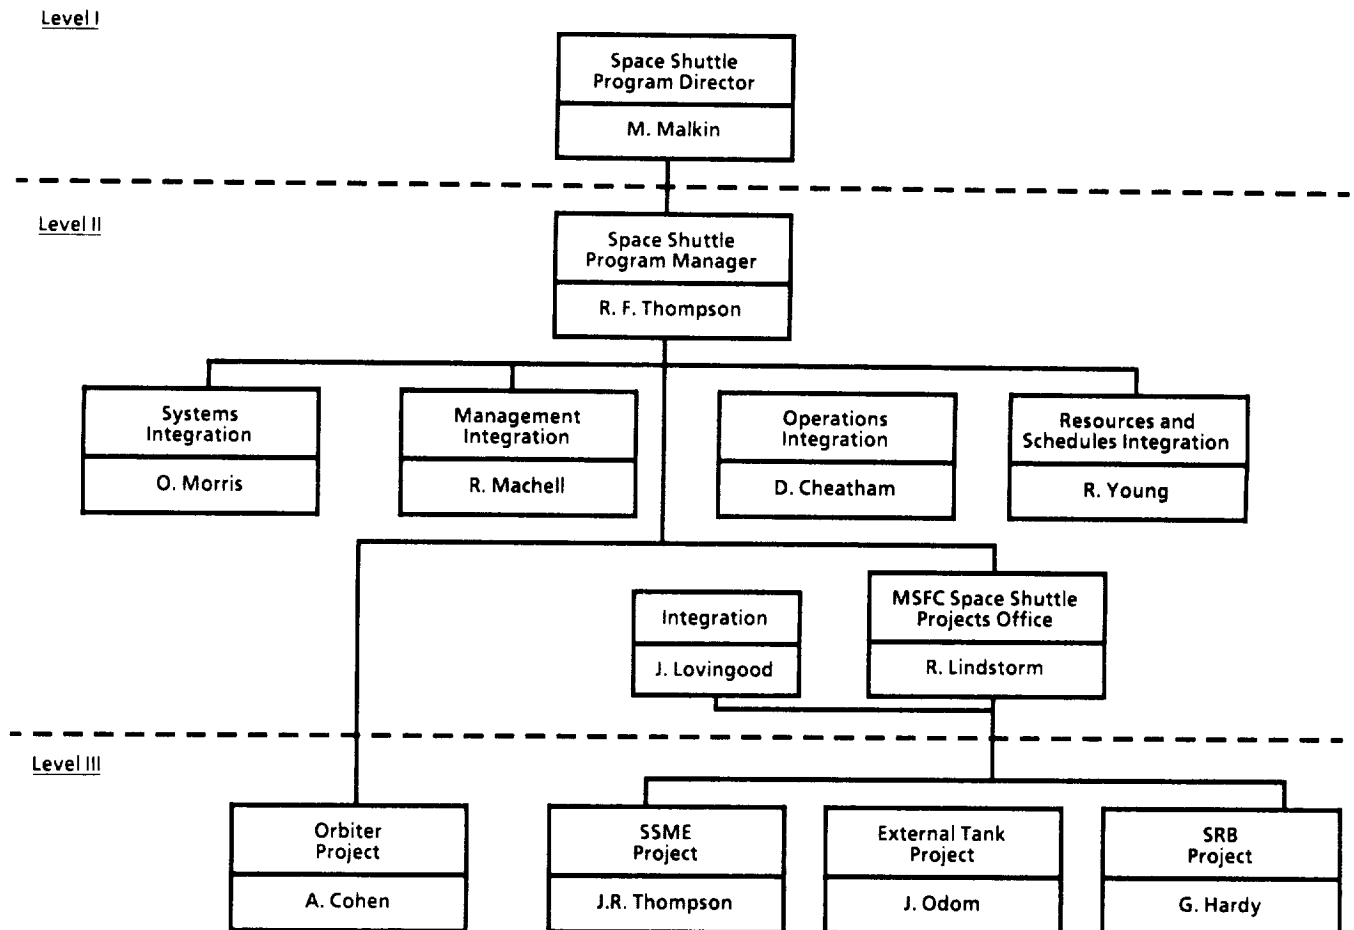 Level I
Space Shuttle
Program Director
M. Malkin
Level II
Space Shuttle
Program Manager
R. F. Thompson
Systems
Integration
O. Morris
Management
Integration
R. Machell
Operations
Integration
D. Cheatham
Resources and
Schedules Integration
R. Young
Integration
J. Lovingood
MSFC Space Shuttle
Projects Office
R. Lindstorm
Level III
Orbiter
Project
A. Cohen
SSME
Project
J.R. Thompson
External Tank
Project
J. Odom
SRB
Project
G. Hardy